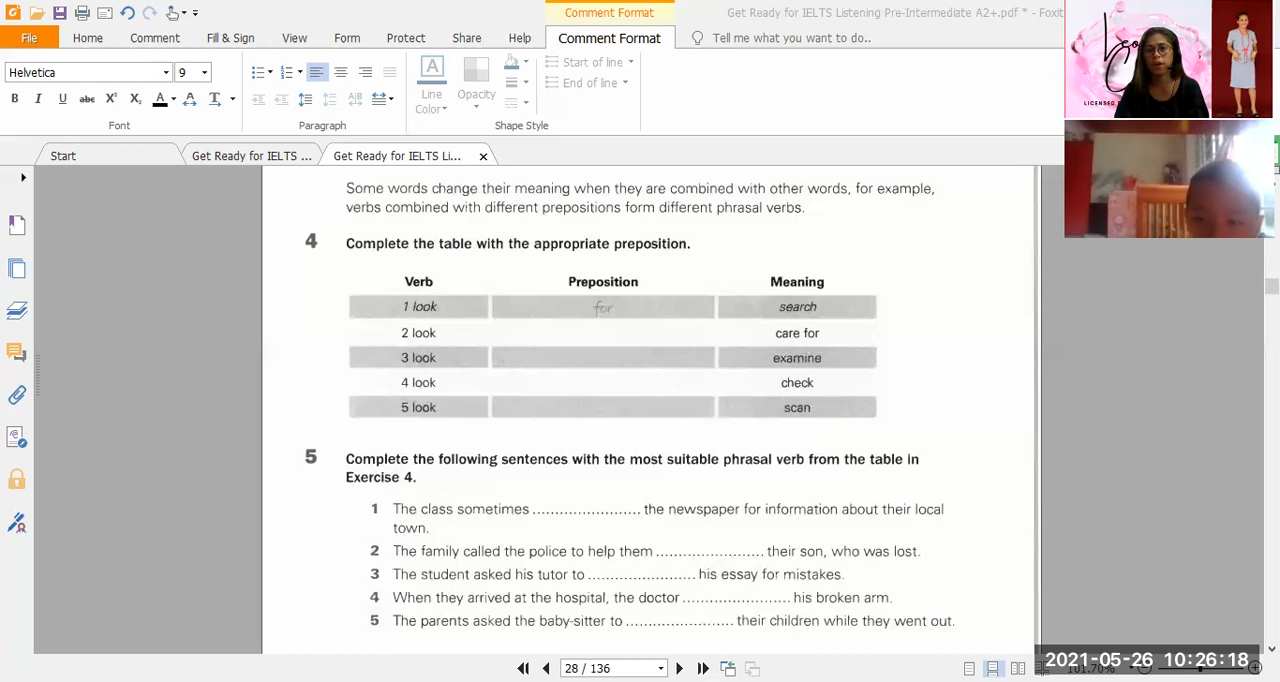 Comment Format
Get Ready for IELTS Listening Pre-Intermediate A2+.pdf * - Foxit
File Home Comment Fill & Sign View Form Protect Share Help Comment Format Tell me what you want to do..
Helvetica 9
B I U abc X² X₂ A A T
Line Color Opacity
Start of line
End of line
Font Paragraph Shape Style
LICENSED
Start Get Ready for IELTS ... Get Ready for IELTS Li... ×
Some words change their meaning when they are combined with other words, for example,
verbs combined with different prepositions form different phrasal verbs.
4 Complete the table with the appropriate preposition.
Verb Preposition Meaning
1 look for search
2 look care for
3 look examine
4 look check
5 look scan
5 Complete the following sentences with the most suitable phrasal verb from the table in
Exercise 4.
1 The class sometimes ........................ the newspaper for information about their local
town.
2 The family called the police to help them ........................ their son, who was lost.
3 The student asked his tutor to ........................ his essay for mistakes.
4 When they arrived at the hospital, the doctor ........................ his broken arm.
5 The parents asked the baby-sitter to ........................ their children while they went out.
28 / 136
2021-05-26 10:26:18